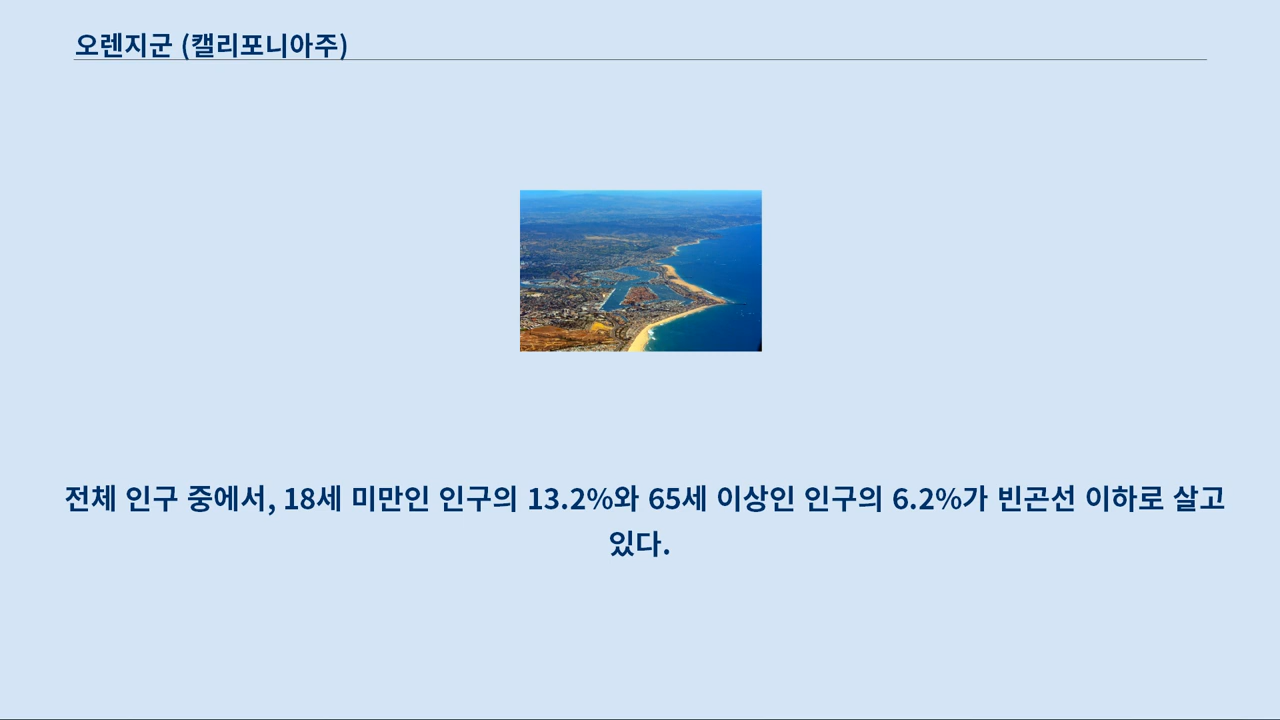 오렌지군 (캘리포니아주)
전체 인구 중에서, 18세 미만인 인구의 13.2%와 65세 이상인 인구의 6.2%가 빈곤선 이하로 살고
있다.